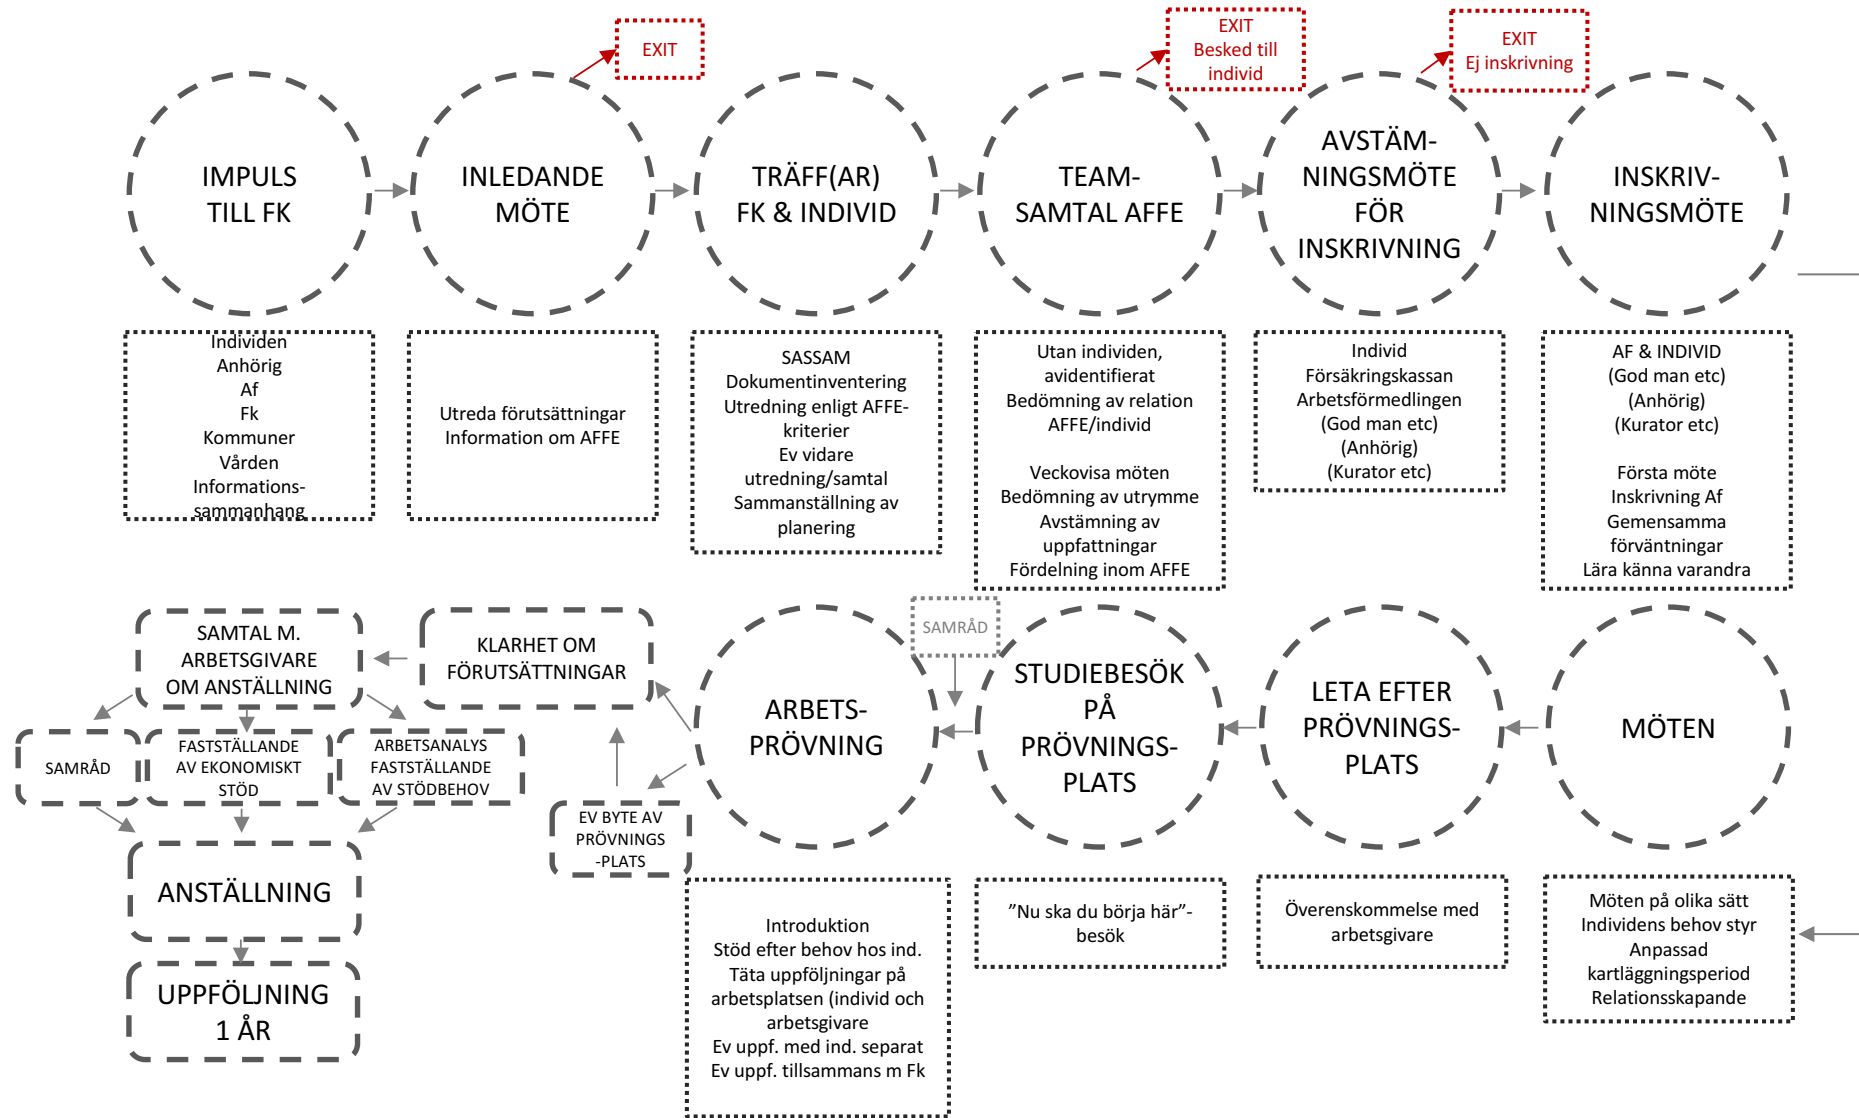 EXIT
EXIT
Besked till
individ
EXIT
Ej inskrivning
IMPULS
TILL FK
INLEDANDE
MÖTE
TRÄFF(AR)
FK & INDIVID
TEAM-
SAMTAL AFFE
AVSTÄM-
NINGSMÖTE
FÖR
INSKRIVNING
INSKRIV-
NINGSMÖTE
Individen
Anhörig
Af
Fk
Kommuner
Vården
Informations-
sammanhang
Utreda förutsättningar
Information om AFFE
SASSAM
Dokumentinventering
Utredning enligt AFFE-
kriterier
Ev vidare
utredning/samtal
Sammanställning av
planering
Utan individen,
avidentifierat
Bedömning av relation
AFFE/individ
Veckovisa möten
Bedömning av utrymme
Avstämning av
uppfattningar
Fördelning inom AFFE
Individ
Försäkringskassan
Arbetsförmedlingen
(God man etc)
(Anhörig)
(Kurator etc)
AF & INDIVID
(God man etc)
(Anhörig)
(Kurator etc)
Första möte
Inskrivning Af
Gemensamma
förväntningar
Lära känna varandra
SAMTAL M.
ARBETSGIVARE
OM ANSTÄLLNING
KLARHET OM
FÖRUTSÄTTNINGAR
ARBETS-
PRÖVNING
SAMRÅD
STUDIEBESÖK
PÅ
PRÖVNINGS-
PLATS
LETA EFTER
PRÖVNINGS-
PLATS
MÖTEN
SAMRÅD
FASTSTÄLLANDE
AV EKONOMISKT
STÖD
ARBETSANALYS
FASTSTÄLLANDE
AV STÖDBEHOV
EV BYTE AV
PRÖVNINGS
-PLATS
ANSTÄLLNING
UPPFÖLJNING
1 ÅR
Introduktion
Stöd efter behov hos ind.
Täta uppföljningar på
arbetsplatsen (individ och
arbetsgivare
Ev uppf. med ind. separat
Ev uppf. tillsammans m Fk
”Nu ska du börja här”-
besök
Överenskommelse med
arbetsgivare
Möten på olika sätt
Individens behov styr
Anpassad
kartläggningsperiod
Relationsskapande